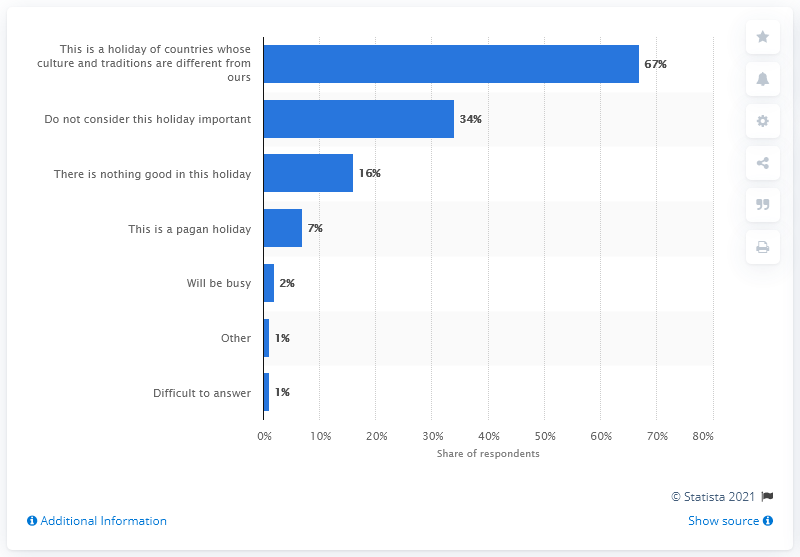 This is a holiday of countries whose
culture and traditions are different from
ours
67%
Do not consider this holiday important
34%
There is nothing good in this holiday
16%
This is a pagan holiday
7%
Will be busy
2%
Other
1%
Difficult to answer
1%
0% 10% 20% 30% 40% 50% 60% 70% 80%
Share of respondents
© Statista 2021
Additional Information
Show source